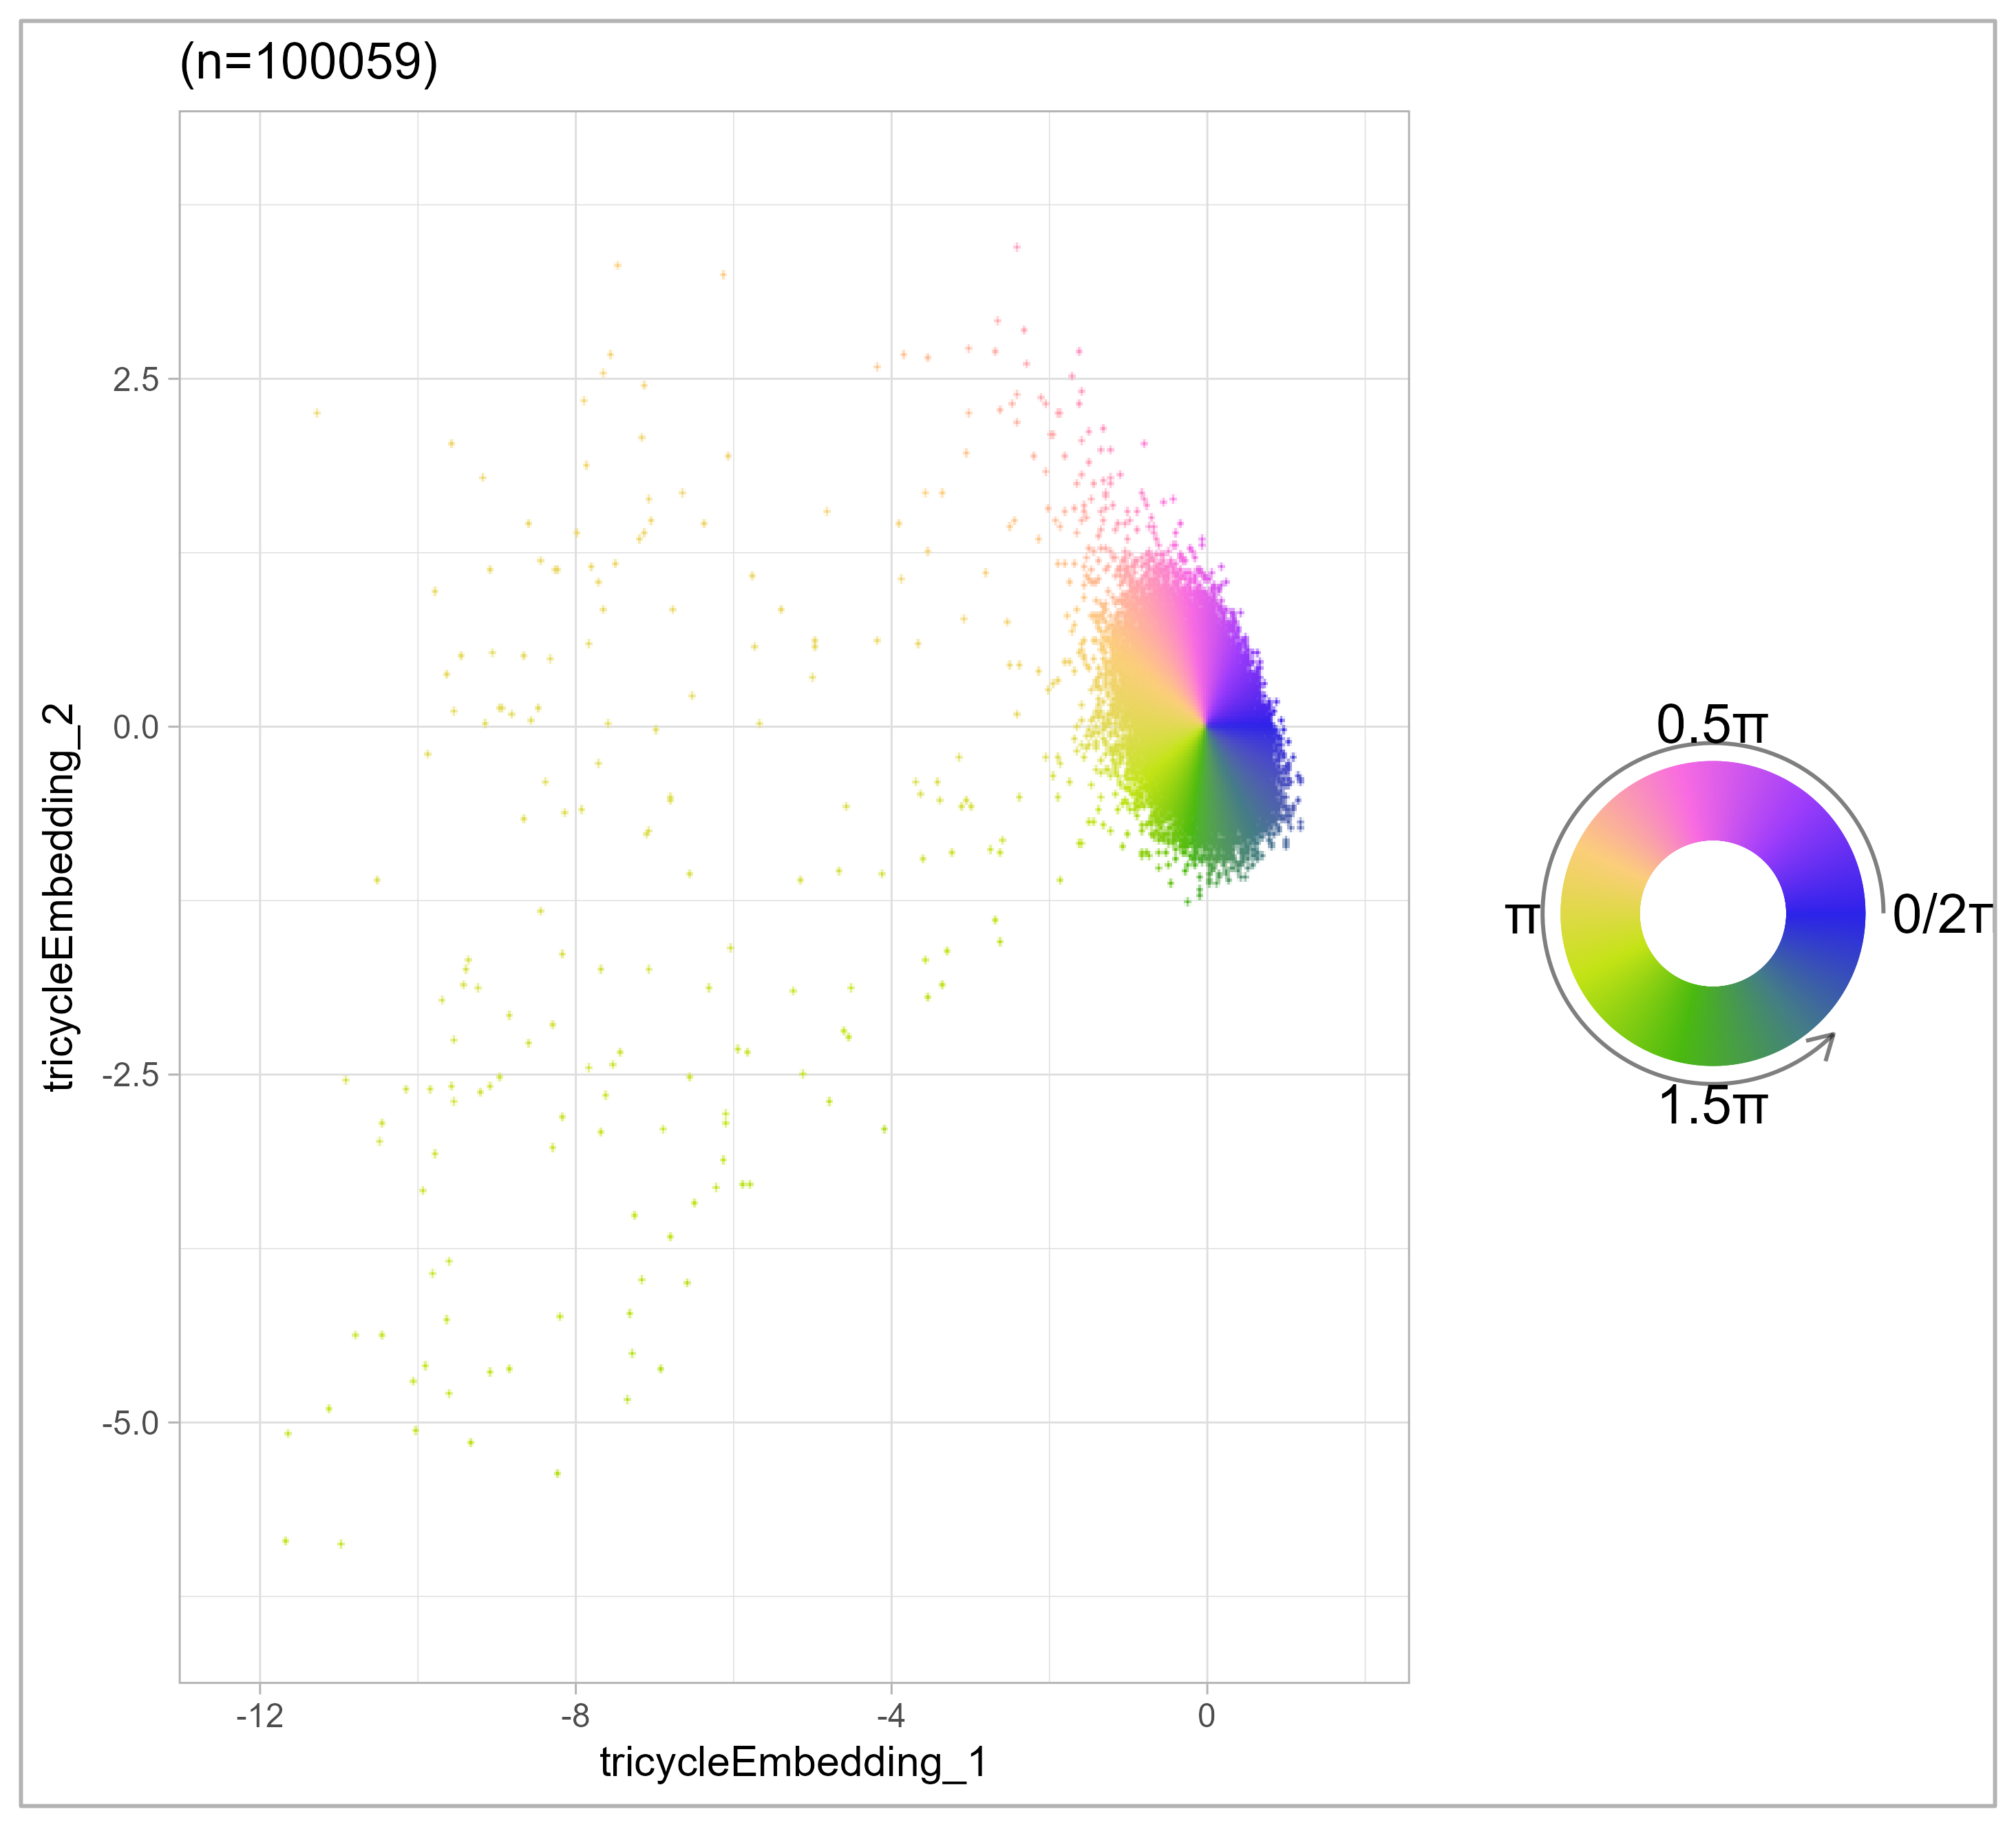 (n=100059)
tricycleEmbedding_2
2.5
0.0
-2.5
-5.0
-12
-8
-4
0
tricycleEmbedding_1
0.5π
π
0/2π
1.5π